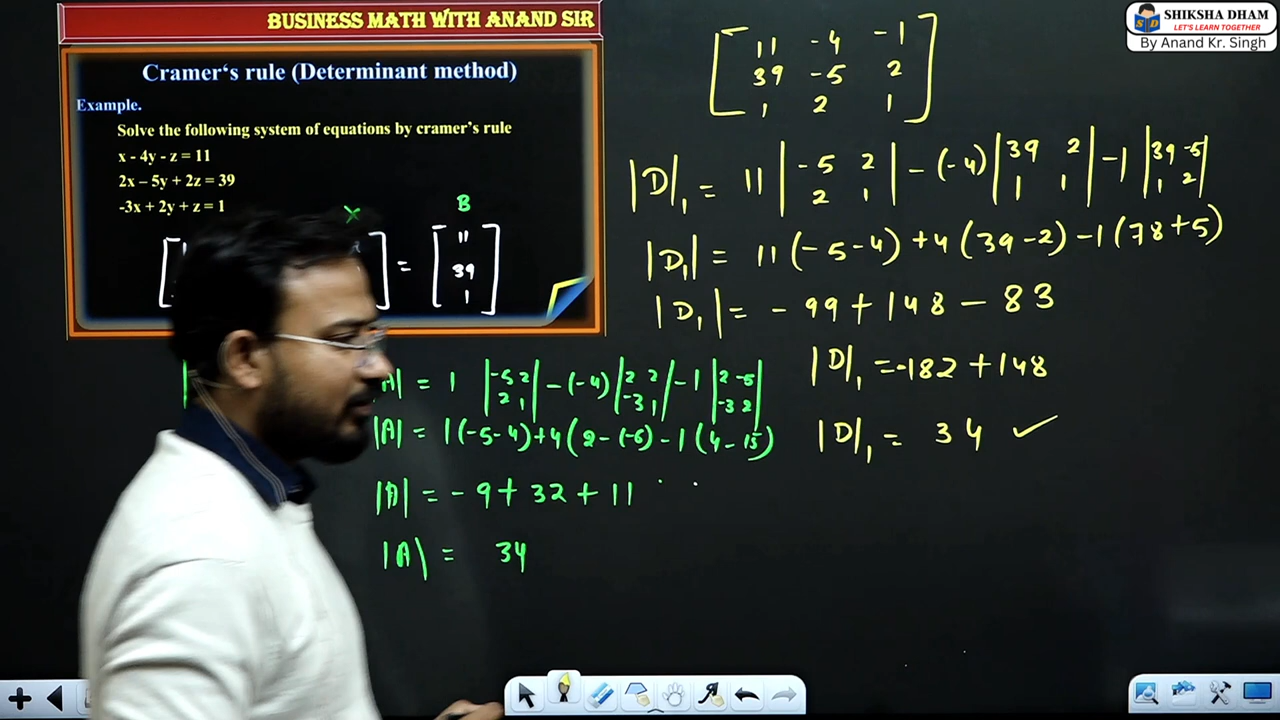 BUSINESS MATH WITH ANAND SIR
Cramer‘s rule (Determinant method)
Example.
Solve the following system of equations by cramer’s rule
x - 4y - z = 11
2x – 5y + 2z = 39
-3x + 2y + z = 1
X B
= [ 11
39
1 ]
|A| = 1 |-5 2 2 1| - (-4) |2 2 -3 1| - 1 |2 -5 -3 2|
|A| = 1(-5-4)+4(2-(-6)-1(4-15)
|A| = -9+32+11
|A| = 34
[ 11 -4 -1
39 -5 2
1 2 1 ]
|D|₁ = 11 |-5 2 2 1| - (-4) |39 2 1 1| -1 |39 -5 1 2|
|D₁| = 11(-5-4)+4(39-2)-1(78+5)
|D₁| = -99+148-83
|D|₁ = -182+148
|D|₁ = 34 ✓
SHIKSHA DHAM
LET'S LEARN TOGETHER
By Anand Kr. Singh